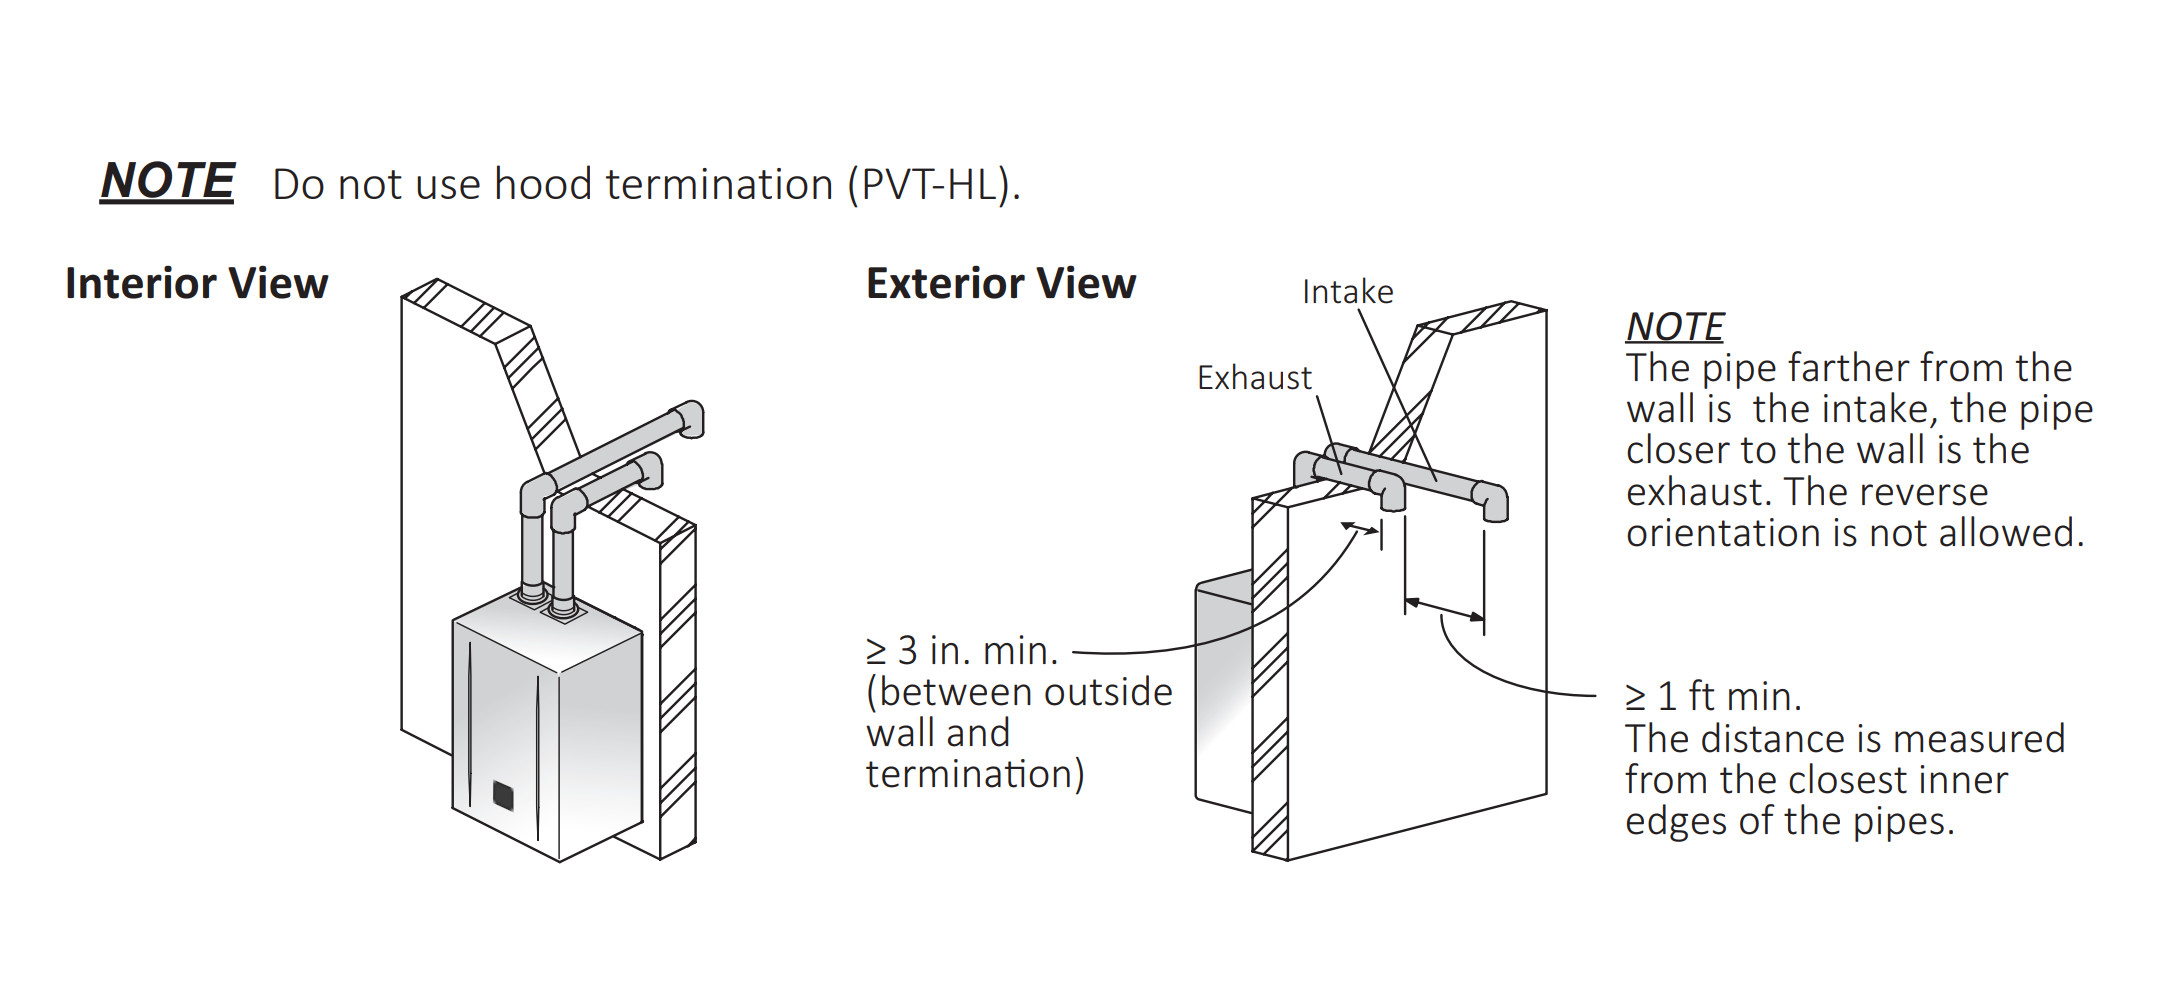 NOTE Do not use hood termination (PVT-HL).
Interior View
Exterior View
Intake
Exhaust
NOTE
The pipe farther from the
wall is the intake, the pipe
closer to the wall is the
exhaust. The reverse
orientation is not allowed.
≥ 3 in. min.
(between outside
wall and
termination)
≥ 1 ft min.
The distance is measured
from the closest inner
edges of the pipes.